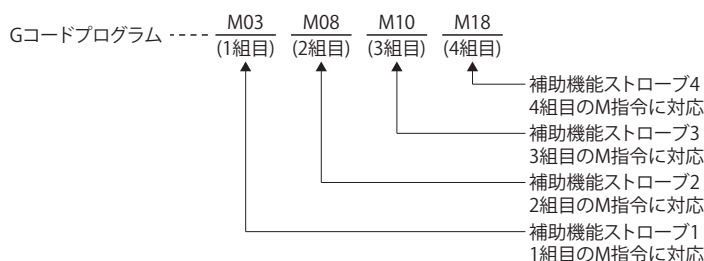 Gコードプログラム M03 M08 M10 M18
(1組目) (2組目) (3組目) (4組目)
補助機能ストローブ4
4組目のM指令に対応
補助機能ストローブ3
3組目のM指令に対応
補助機能ストローブ2
2組目のM指令に対応
補助機能ストローブ1
1組目のM指令に対応